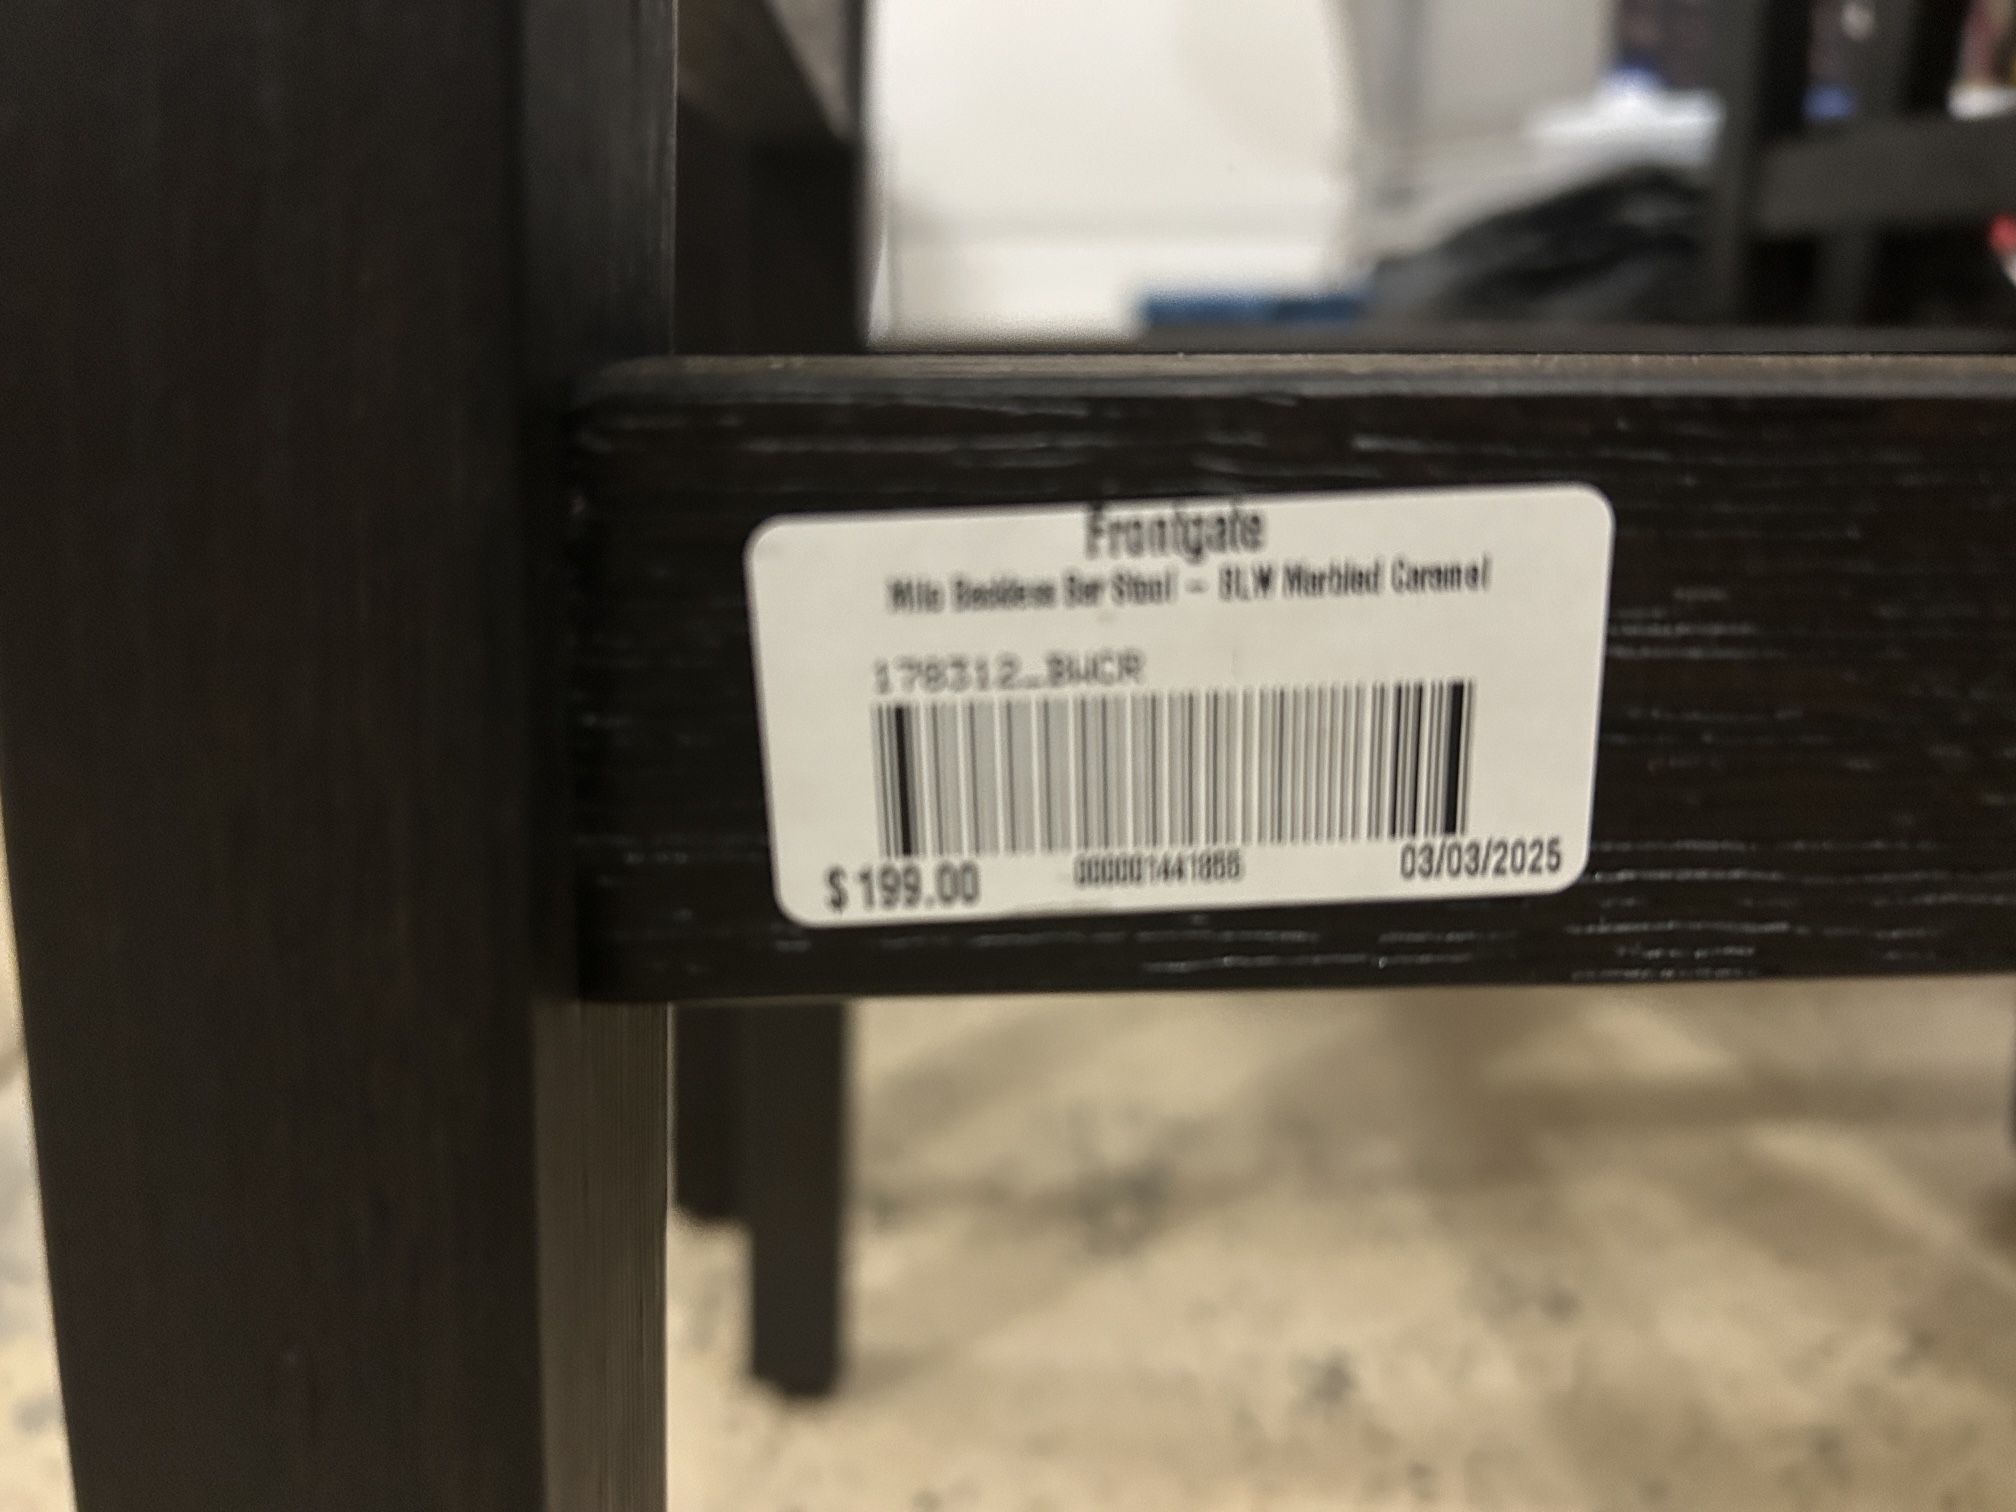 Frontgate
Milo Backless Bar Stool - BLW Marbled Caramel
178312_BWCR
$ 199.00
03/03/2025